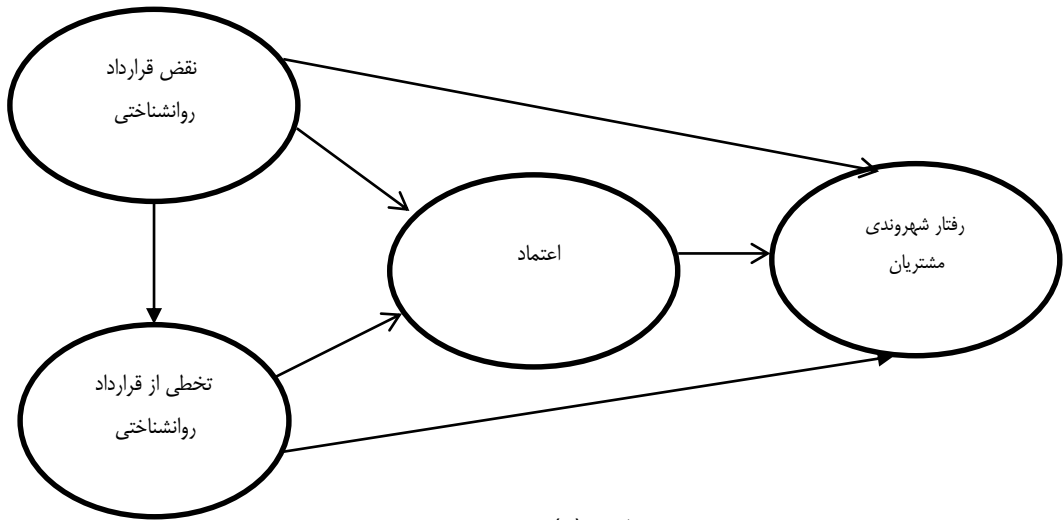 نقض قرارداد
روانشناختی
رفتار شهروندی
مشتریان
اعتماد
تخطی از قرارداد
روانشناختی